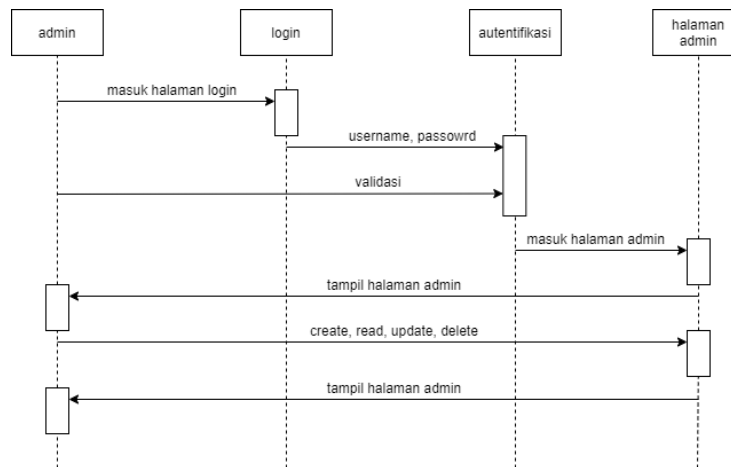 admin
login
autentifikasi
halaman
admin
masuk halaman login
username, passowrd
validasi
masuk halaman admin
tampil halaman admin
create, read, update, delete
tampil halaman admin